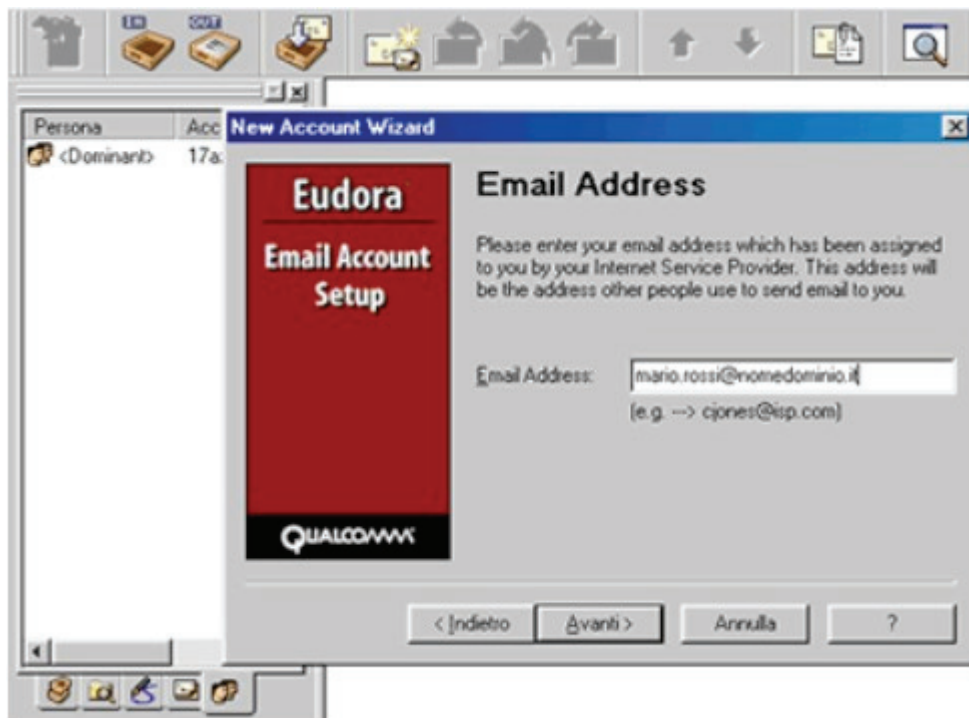 IN
OUT
Persona
Acc
<Dominant>
17a:
New Account Wizard
Eudora
Email Account
Setup
QUALCOMM
Email Address
Please enter your email address which has been assigned
to you by your Internet Service Provider. This address will
be the address other people use to send email to you.
Email Address:
mario.rossi@nomedominio.it
(e.g. --> cjones@isp.com)
< Indietro
Avanti >
Annulla
?